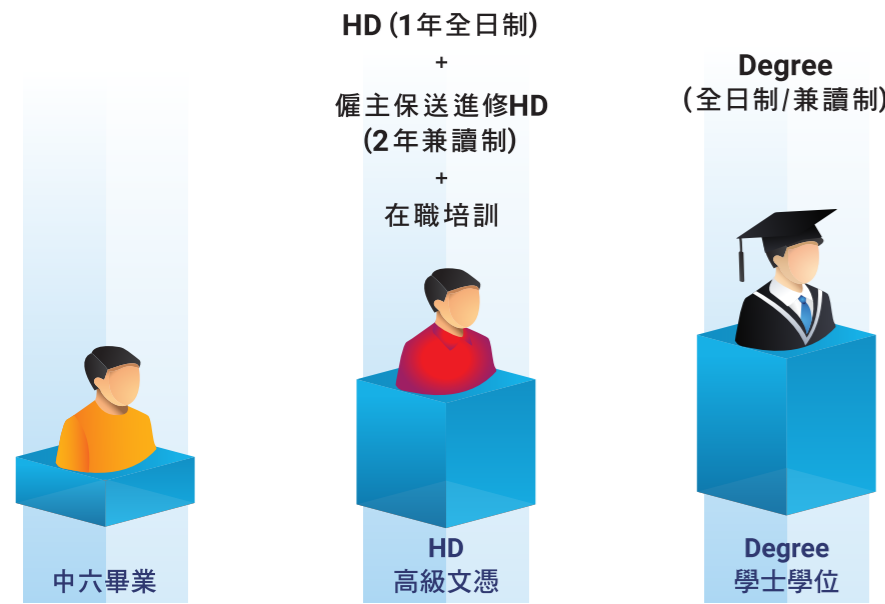 HD (1年全日制)
+
僱主保送進修HD
(2年兼讀制)
+
在職培訓
Degree
(全日制/兼讀制)
中六畢業
HD
高級文憑
Degree
學士學位